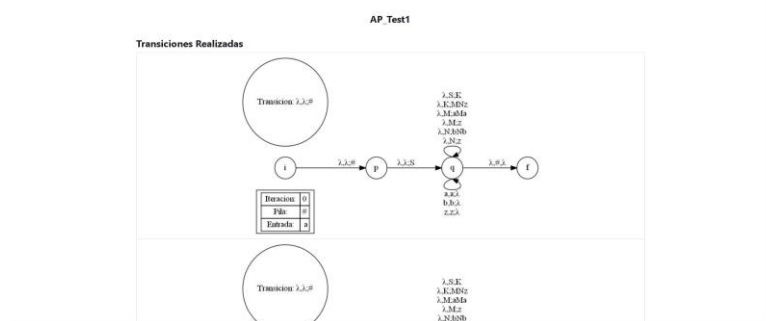 AP_Test1
Transiciones Realizadas
Transicion: λ,λ;#
λ,S;K
λ,K;MNz
λ,M;aMa
λ,M;z
λ,N;bNb
λ,N;z
i
λ,λ;#
p
λ,λ;S
q
λ,#;λ
f
a,a;λ
b,b;λ
z,z;λ
Iteracion: 0
Pila: #
Entrada: a
Transicion: λ,λ;#
λ,S;K
λ,K;MNz
λ,M;aMa
λ,M;z
λ,N;bNb